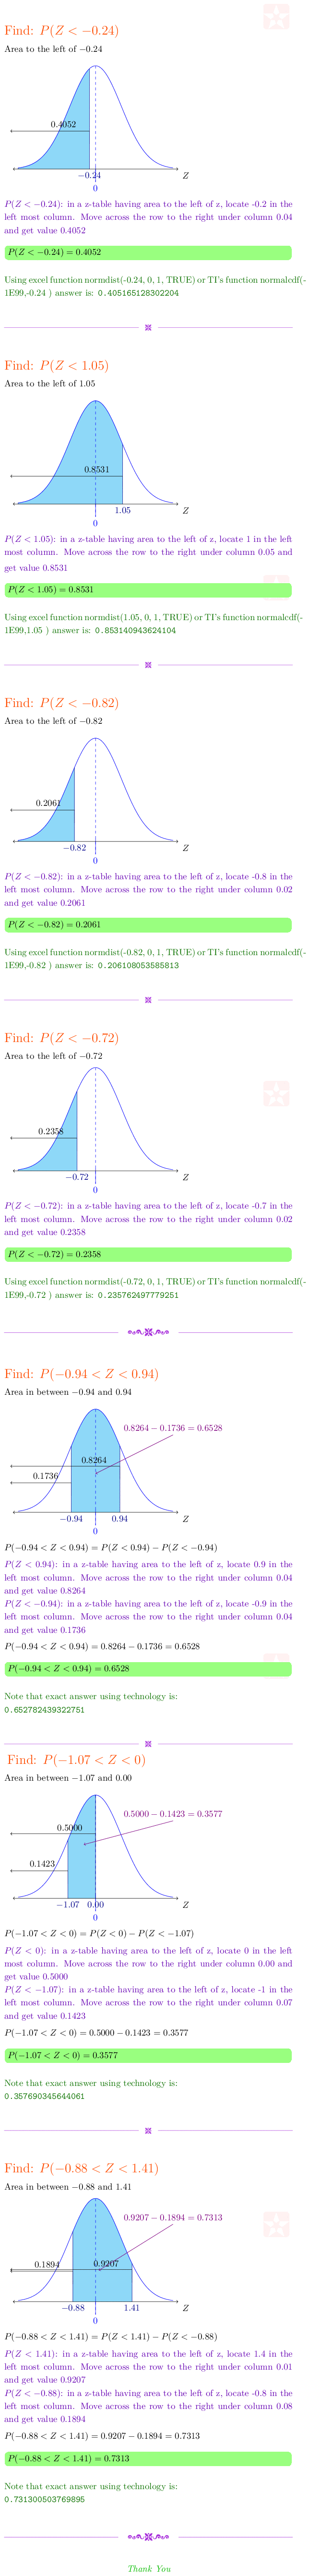 Find: P(Z < −0.24)
Area to the left of −0.24
0.4052
−0.24
Z
0
P(Z < −0.24): in a z-table having area to the left of z, locate -0.2 in the
left most column. Move across the row to the right under column 0.04
and get value 0.4052
P(Z < −0.24) = 0.4052
Using excel function normdist(-0.24, 0, 1, TRUE) or TI's function normalcdf(-
1E99,-0.24 ) answer is: 0.405165128302204
Find: P(Z < 1.05)
Area to the left of 1.05
0.8531
1.05
Z
0
P(Z < 1.05): in a z-table having area to the left of z, locate 1 in the left
most column. Move across the row to the right under column 0.05 and
get value 0.8531
P(Z < 1.05) = 0.8531
Using excel function normdist(1.05, 0, 1, TRUE) or TI's function normalcdf(-
1E99,1.05 ) answer is: 0.853140943624104
Find: P(Z < −0.82)
Area to the left of −0.82
0.2061
−0.82
Z
0
P(Z < −0.82): in a z-table having area to the left of z, locate -0.8 in the
left most column. Move across the row to the right under column 0.02
and get value 0.2061
P(Z < −0.82) = 0.2061
Using excel function normdist(-0.82, 0, 1, TRUE) or TI's function normalcdf(-
1E99,-0.82 ) answer is: 0.206108053585813
Find: P(Z < −0.72)
Area to the left of −0.72
0.2358
−0.72
Z
0
P(Z < −0.72): in a z-table having area to the left of z, locate -0.7 in the
left most column. Move across the row to the right under column 0.02
and get value 0.2358
P(Z < −0.72) = 0.2358
Using excel function normdist(-0.72, 0, 1, TRUE) or TI's function normalcdf(-
1E99,-0.72 ) answer is: 0.235762497779251
Find: P(−0.94 < Z < 0.94)
Area in between −0.94 and 0.94
0.8264 − 0.1736 = 0.6528
0.8264
0.1736
−0.94 0.94
Z
0
P(−0.94 < Z < 0.94) = P(Z < 0.94) − P(Z < −0.94)
P(Z < 0.94): in a z-table having area to the left of z, locate 0.9 in the
left most column. Move across the row to the right under column 0.04
and get value 0.8264
P(Z < −0.94): in a z-table having area to the left of z, locate -0.9 in the
left most column. Move across the row to the right under column 0.04
and get value 0.1736
P(−0.94 < Z < 0.94) = 0.8264 − 0.1736 = 0.6528
P(−0.94 < Z < 0.94) = 0.6528
Note that exact answer using technology is:
0.652782439322751
Find: P(−1.07 < Z < 0)
Area in between −1.07 and 0.00
0.5000 − 0.1423 = 0.3577
0.5000
0.1423
−1.07 0.00
Z
0
P(−1.07 < Z < 0) = P(Z < 0) − P(Z < −1.07)
P(Z < 0): in a z-table having area to the left of z, locate 0 in the left
most column. Move across the row to the right under column 0.00 and
get value 0.5000
P(Z < −1.07): in a z-table having area to the left of z, locate -1 in the
left most column. Move across the row to the right under column 0.07
and get value 0.1423
P(−1.07 < Z < 0) = 0.5000 − 0.1423 = 0.3577
P(−1.07 < Z < 0) = 0.3577
Note that exact answer using technology is:
0.357690345644061
Find: P(−0.88 < Z < 1.41)
Area in between −0.88 and 1.41
0.9207 − 0.1894 = 0.7313
0.1894 0.9207
−0.88 1.41
Z
0
P(−0.88 < Z < 1.41) = P(Z < 1.41) − P(Z < −0.88)
P(Z < 1.41): in a z-table having area to the left of z, locate 1.4 in the
left most column. Move across the row to the right under column 0.01
and get value 0.9207
P(Z < −0.88): in a z-table having area to the left of z, locate -0.8 in the
left most column. Move across the row to the right under column 0.08
and get value 0.1894
P(−0.88 < Z < 1.41) = 0.9207 − 0.1894 = 0.7313
P(−0.88 < Z < 1.41) = 0.7313
Note that exact answer using technology is:
0.731300503769895
Thank You